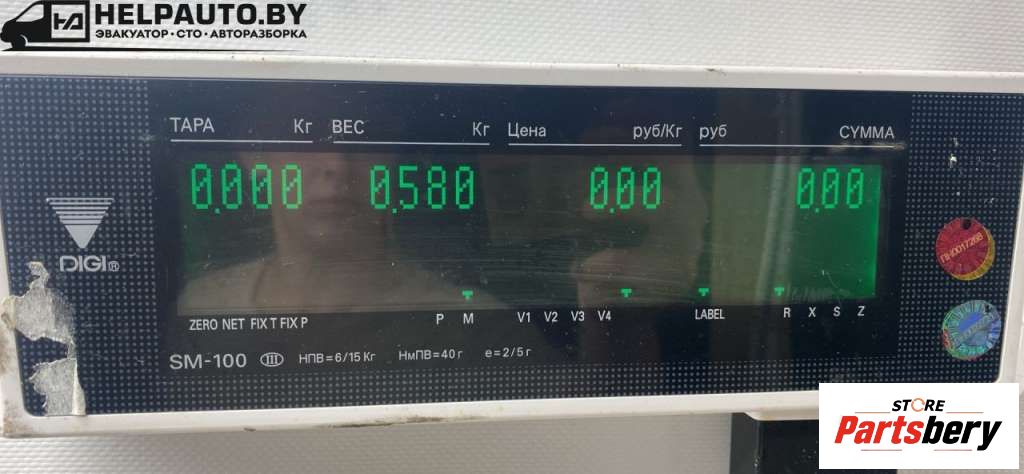 HELPAUTO.BY
ЭВАКУАТОР·СТО·АВТОРАЗБОРКА
ТАРА Кг ВЕС Кг Цена руб/Кг руб СУММА
0.000 0.580 0.00 0.00
DIGI®
ПН0017268
ZERO NET FIX T FIX P P M V1 V2 V3 V4 LABEL R X S Z
SM-100 III НПВ=6/15 Кг НмПВ=40 г e=2/5 г
STORE
Partsbery